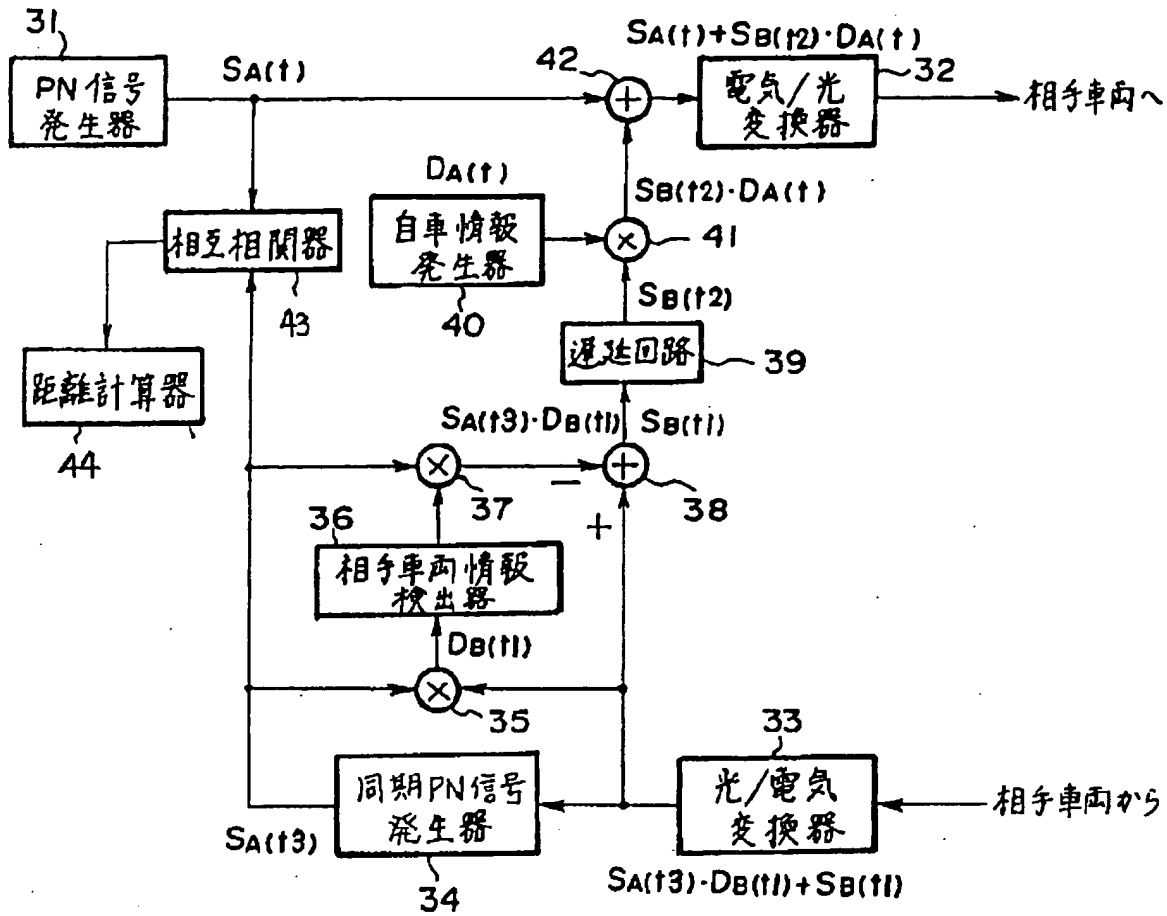 31
PN信号
発生器
SA(t)
42
SA(t)+SB(t2)・DA(t)
32
電気/光
変換器
相手車両へ
DA(t)
SB(t2)・DA(t)
相互相関器
43
自車情報
発生器
40
41
SB(t2)
遅延回路
39
距離計算器
44
SA(t3)・DB(t1)
SB(t1)
37
−
38
+
36
相手車両情報
検出器
DB(t1)
35
33
同期PN信号
発生器
光/電気
変換器
相手車両から
SA(t3)
34
SA(t3)・DB(t1)+SB(t1)